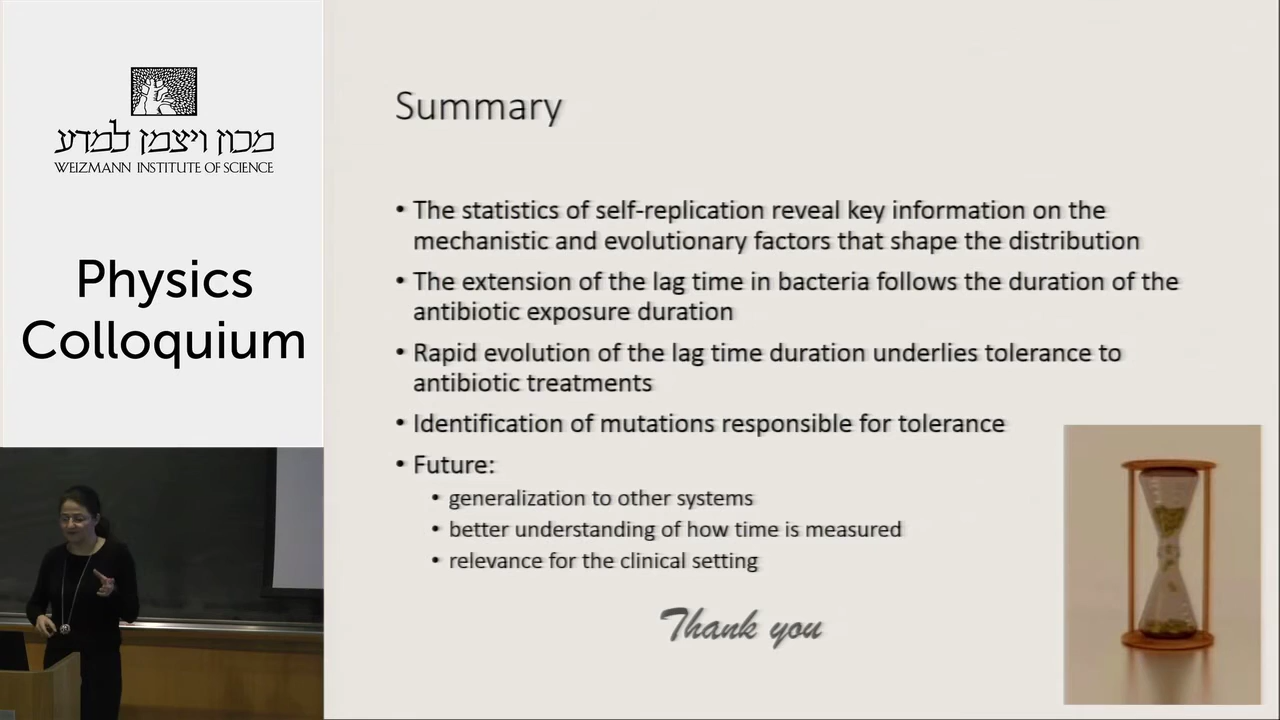 מכון ויצמן למדע
WEIZMANN INSTITUTE OF SCIENCE
Physics
Colloquium
Summary
• The statistics of self-replication reveal key information on the
mechanistic and evolutionary factors that shape the distribution
• The extension of the lag time in bacteria follows the duration of the
antibiotic exposure duration
• Rapid evolution of the lag time duration underlies tolerance to
antibiotic treatments
• Identification of mutations responsible for tolerance
• Future:
• generalization to other systems
• better understanding of how time is measured
• relevance for the clinical setting
Thank you